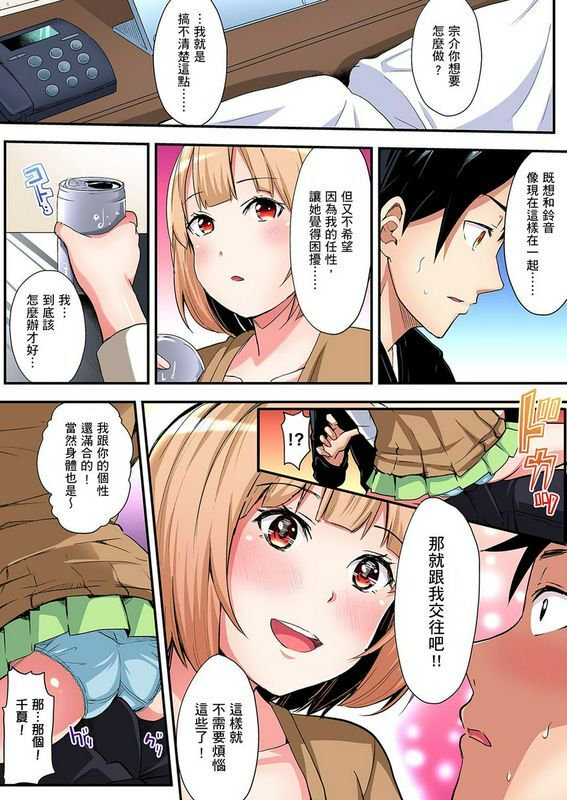 宗介你想要
怎麼做？
…我就是
搞不清楚這點……
既想和鈴音
像現在這樣在一起……
但又不希望
因為我的任性，
讓她覺得困擾……
コト…
我…
到底該
怎麼辦才好…
ドカッ
!?
那就跟我交往吧!!
我跟你的個性
還滿合的！
當然身體也是～
這樣就
不需要煩惱
這些了！
那…那個！
千夏！